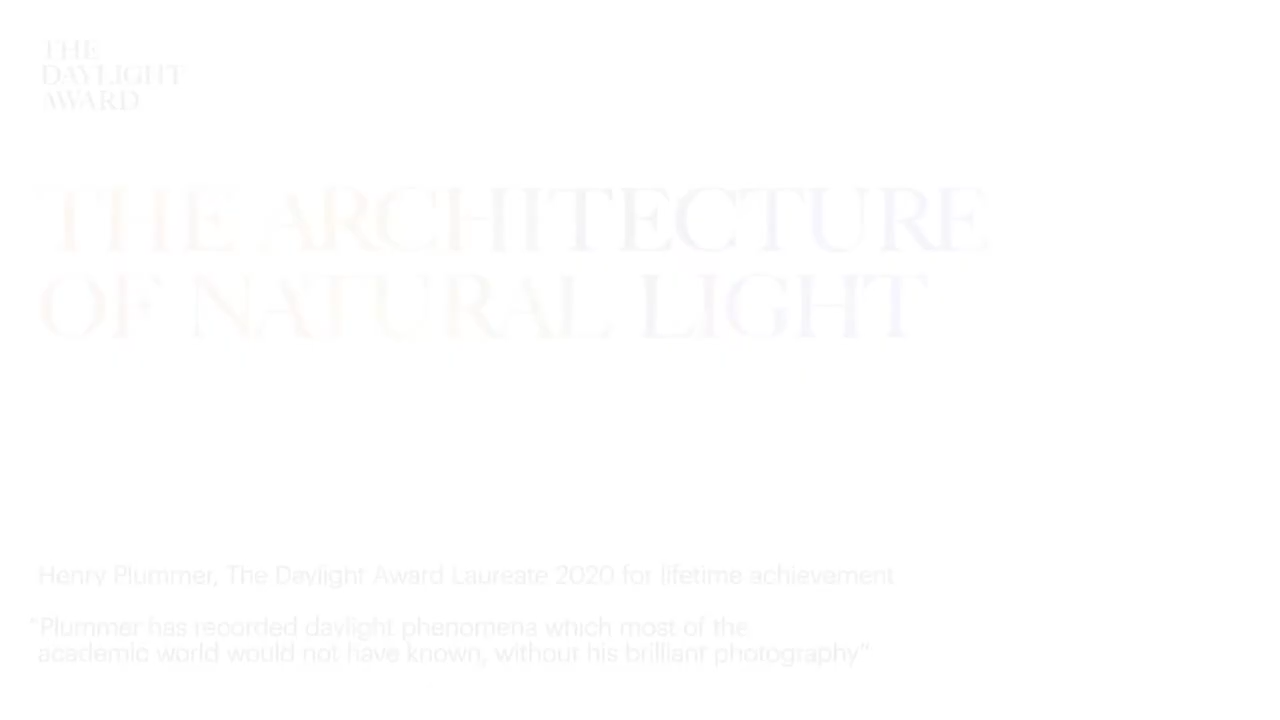 THE
DAYLIGHT
AWARD
THE ARCHITECTURE
OF NATURAL LIGHT
Henry Plummer, The Daylight Award Laureate 2020 for lifetime achievement
"Plummer has recorded daylight phenomena which most of the
academic world would not have known, without his brilliant photography"